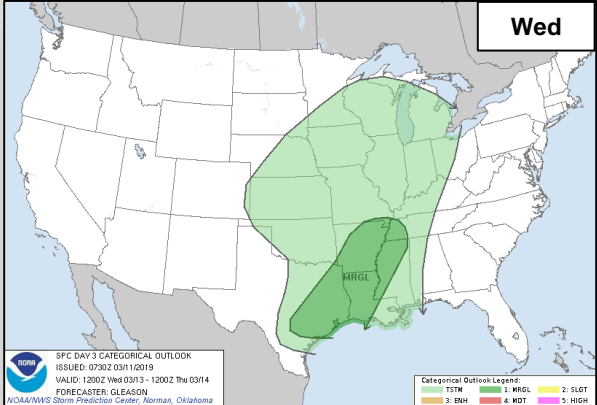 Wed
MRGL
NOAA
SPC DAY 3 CATEGORICAL OUTLOOK
ISSUED: 0730Z 03/11/2019
VALID: 1200Z Wed 03/13 - 1200Z Thu 03/14
FORECASTER: GLEASON
NOAA/NWS Storm Prediction Center, Norman, Oklahoma
Categorical Outlook Legend:
TSTM 1: MRGL 2: SLGT
3: ENH 4: MDT 5: HIGH